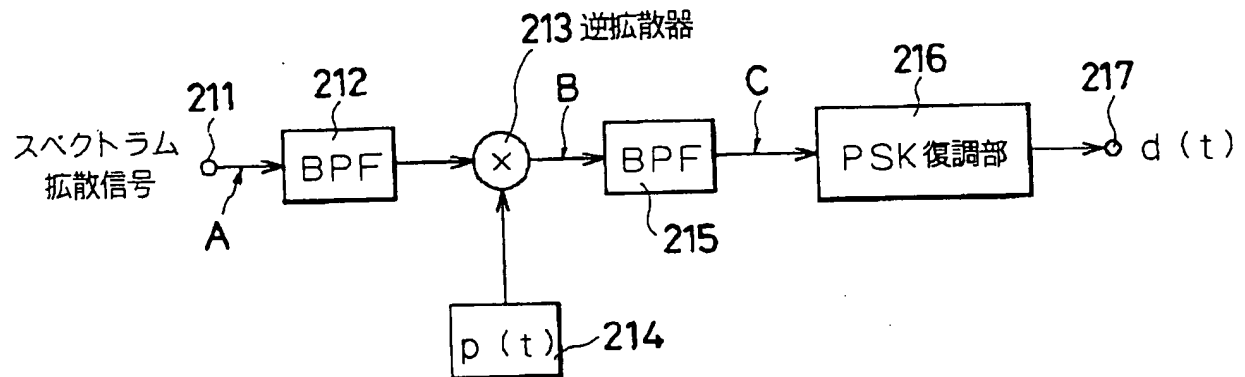 213 逆拡散器
211
212
B
C
216
217
スペクトラム
拡散信号
BPF
×
BPF
PSK復調部
d (t)
A
215
p (t)
214